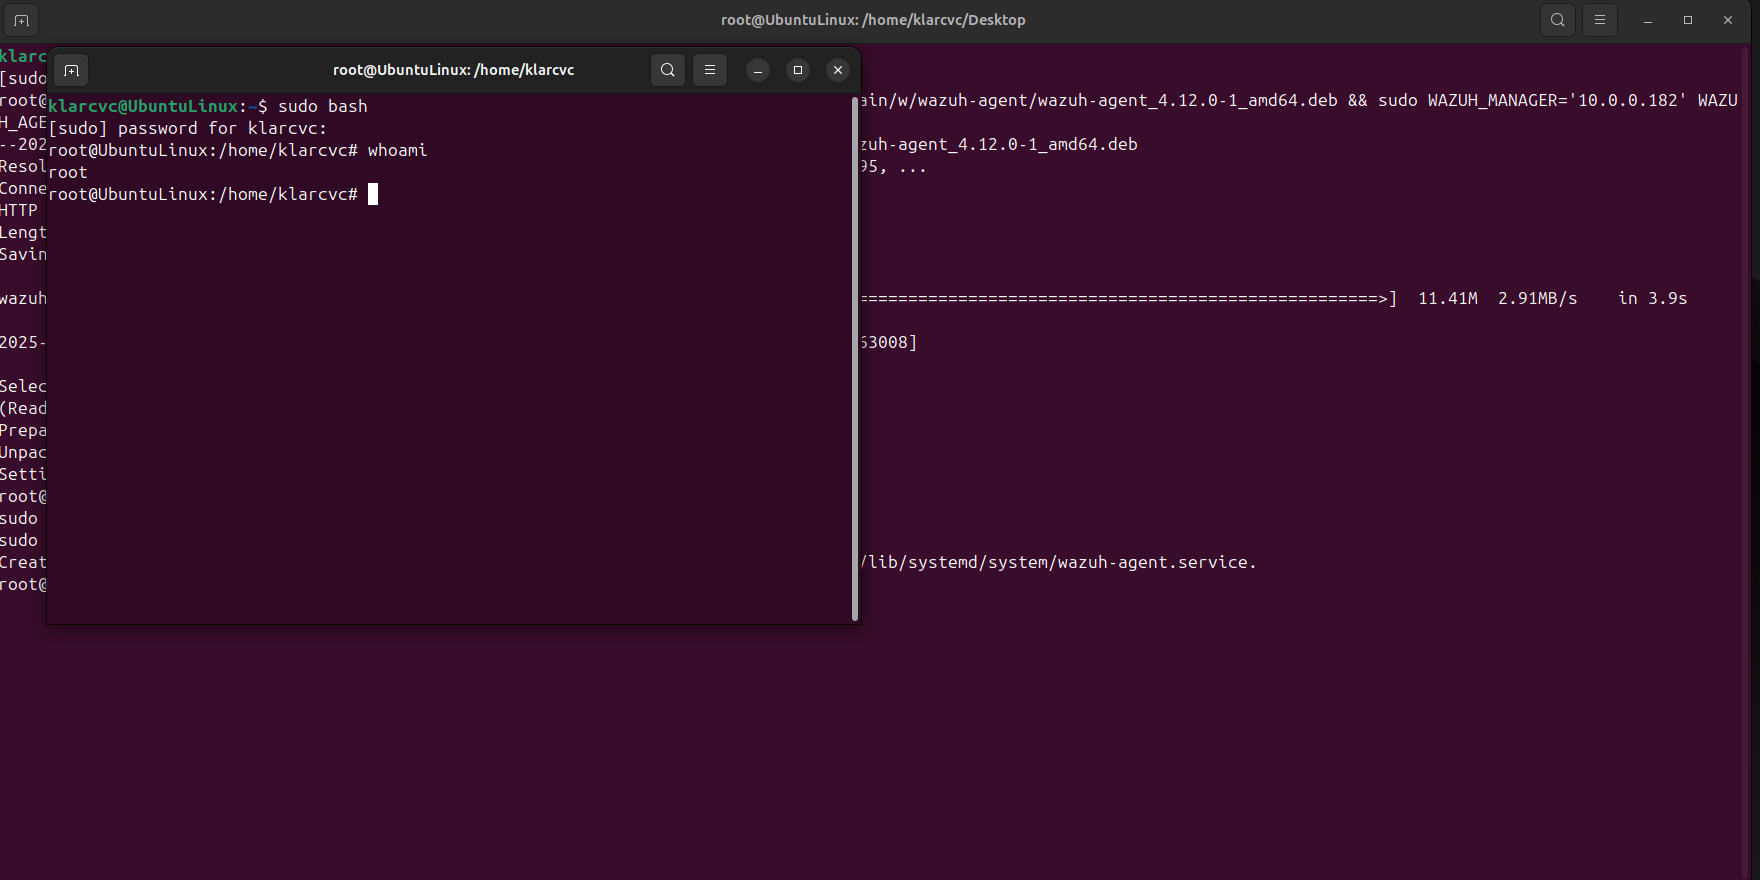 root@UbuntuLinux: /home/klarcvc/Desktop
klarc
[sudo
root@
ain/w/wazuh-agent/wazuh-agent_4.12.0-1_amd64.deb && sudo WAZUH_MANAGER='10.0.0.182' WAZU
H_AGE
--202
zuh-agent_4.12.0-1_amd64.deb
Resol
95, ...
Conne
HTTP
Lengt
Savin
wazuh
===================================================>] 11.41M 2.91MB/s in 3.9s
2025-
63008]
Selec
(Read
Prepa
Unpac
Setti
root@
sudo
sudo
Creat
/lib/systemd/system/wazuh-agent.service.
root@
root@UbuntuLinux: /home/klarcvc
klarcvc@UbuntuLinux:~$ sudo bash
[sudo] password for klarcvc:
root@UbuntuLinux:/home/klarcvc# whoami
root
root@UbuntuLinux:/home/klarcvc#